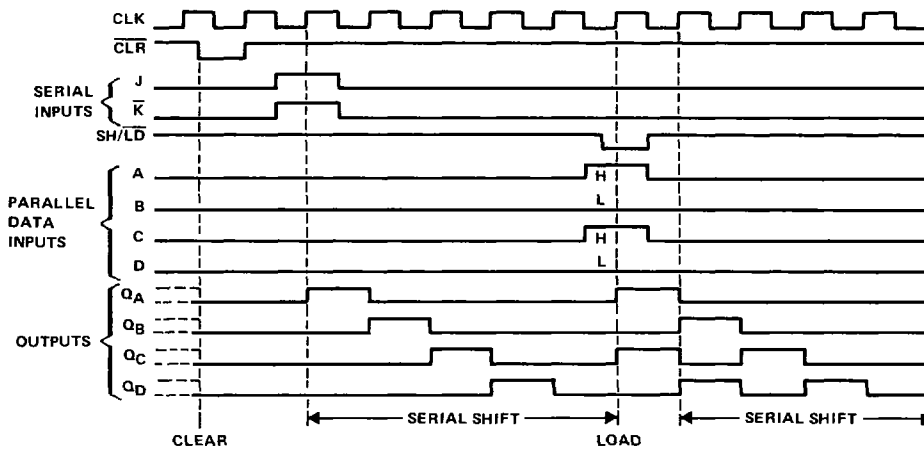 CLK
CLR
J
SERIAL
INPUTS
K
SH/LD
A
H
PARALLEL
DATA
INPUTS
L
B
C
H
D
L
OUTPUTS
QA
QB
QC
QD
SERIAL SHIFT
SERIAL SHIFT
CLEAR
LOAD